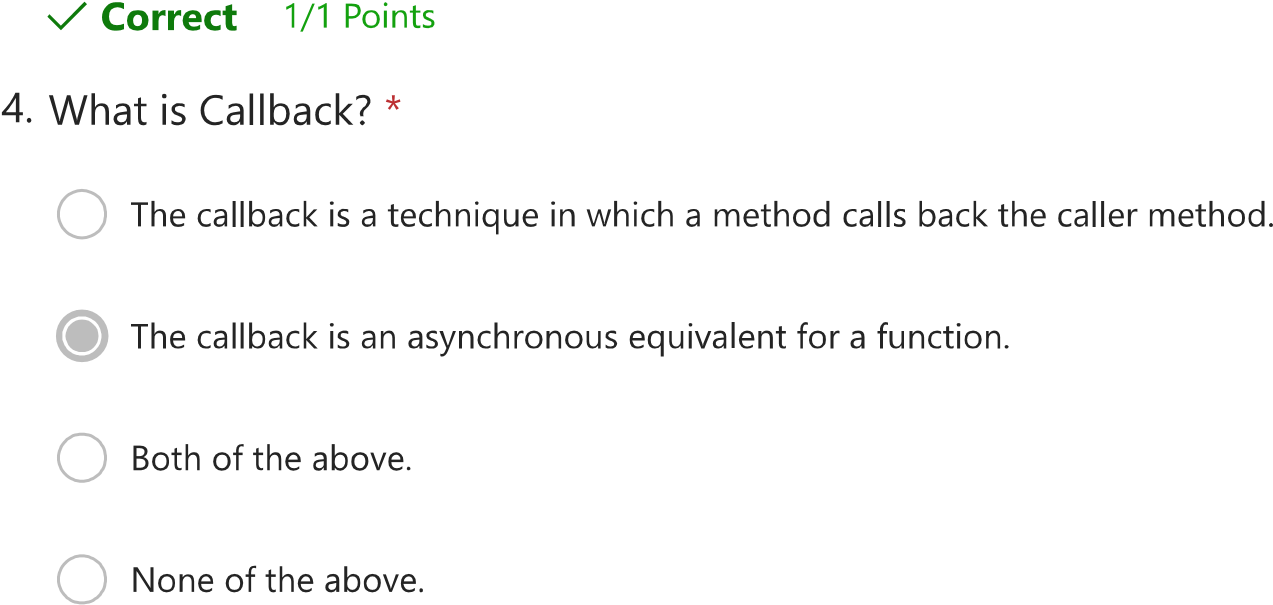 Correct 1/1 Points
4. What is Callback? *
The callback is a technique in which a method calls back the caller method.
The callback is an asynchronous equivalent for a function.
Both of the above.
None of the above.